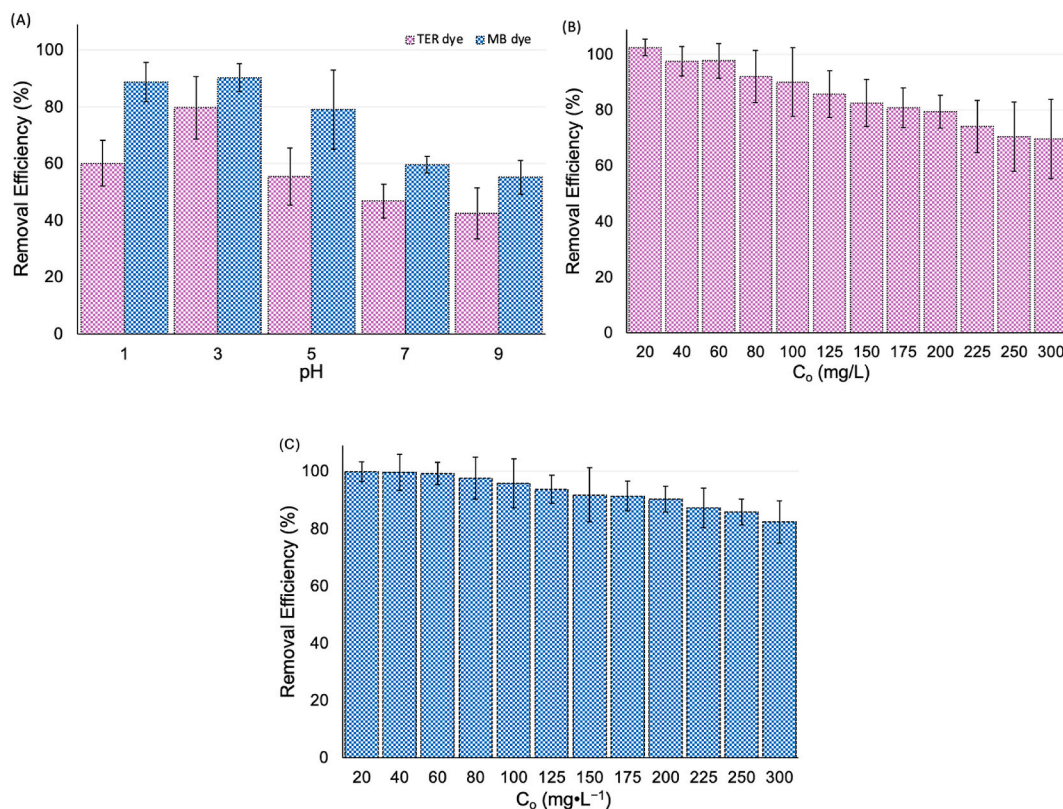 (A)
TER dye MB dye
Removal Efficiency (%)
100
80
60
40
20
0
1 3 5 7 9
pH
(B)
Removal Efficiency (%)
100
80
60
40
20
0
20 40 60 80 100 125 150 175 200 225 250 300
Cₒ (mg/L)
(C)
Removal Efficiency (%)
100
80
60
40
20
0
20 40 60 80 100 125 150 175 200 225 250 300
Cₒ (mg•L⁻¹)